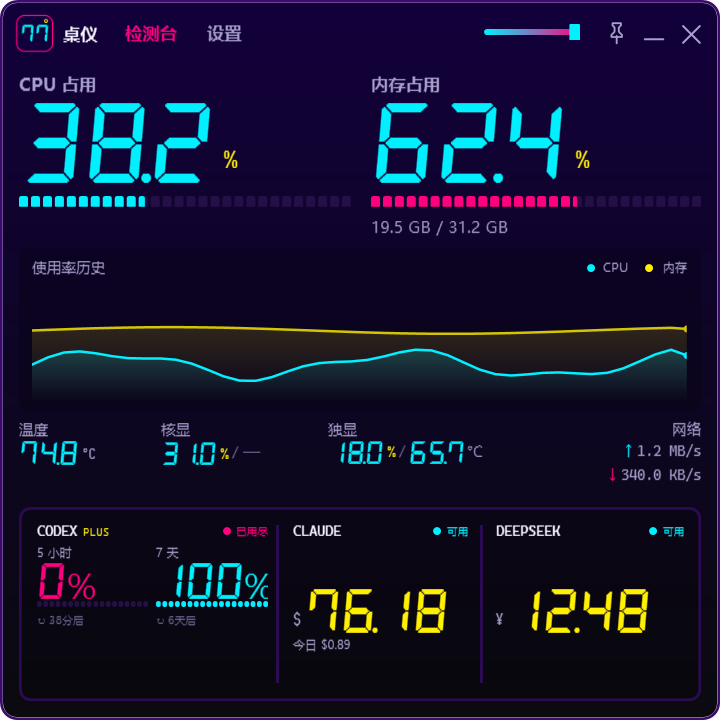 77 桌仪 检测台 设置
CPU 占用 内存占用
38.2 % 62.4 %
19.5 GB / 31.2 GB
使用率历史 CPU 内存
温度 核显 独显 网络
74.8 °C 31.0 % / — 18.0 % / 65.7 °C ↑ 1.2 MB/s
↓ 340.0 KB/s
CODEX PLUS 已用尽 CLAUDE 可用 DEEPSEEK 可用
5 小时 7 天
0% 100% $ 76.18 ¥ 12.48
↻ 38分后 ↻ 6天后
今日 $0.89